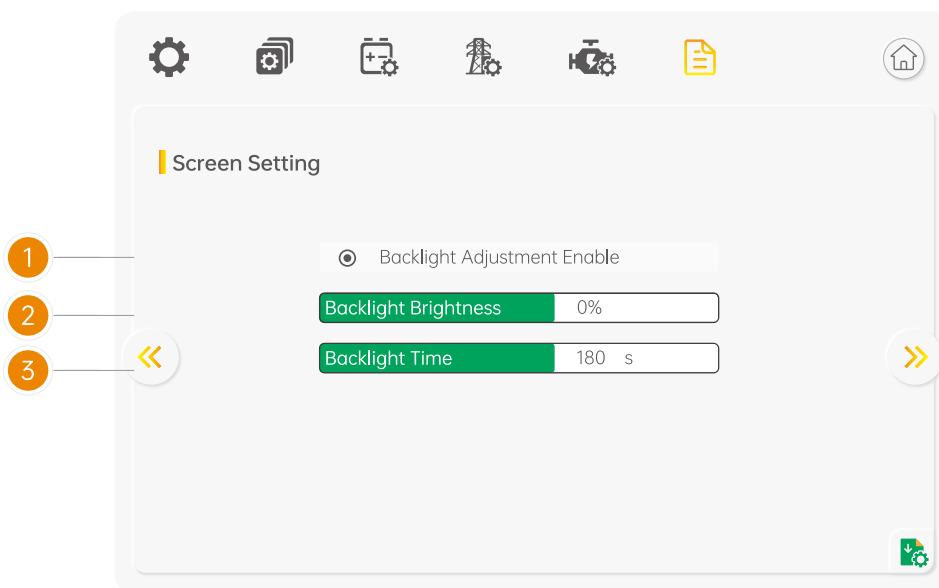 Screen Setting
1
Backlight Adjustment Enable
2
Backlight Brightness 0%
3
Backlight Time 180 s